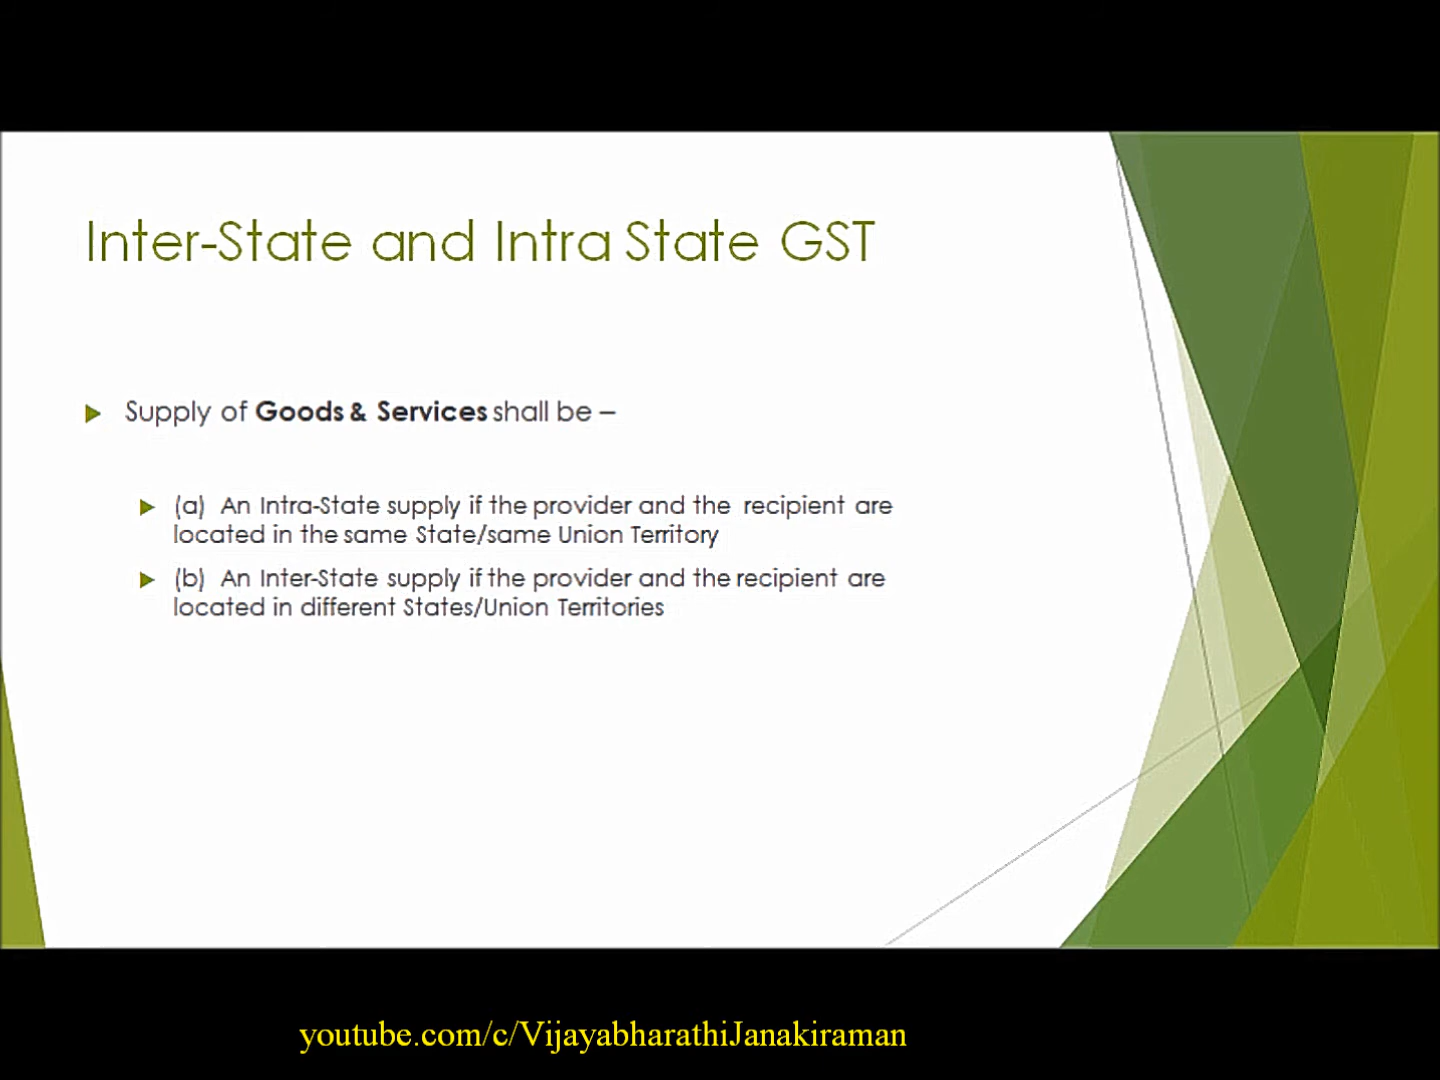 Inter-State and Intra State GST
Supply of Goods & Services shall be –
(a) An Intra-State supply if the provider and the recipient are
located in the same State/same Union Territory
(b) An Inter-State supply if the provider and the recipient are
located in different States/Union Territories
youtube.com/c/VijayabharathiJanakiraman